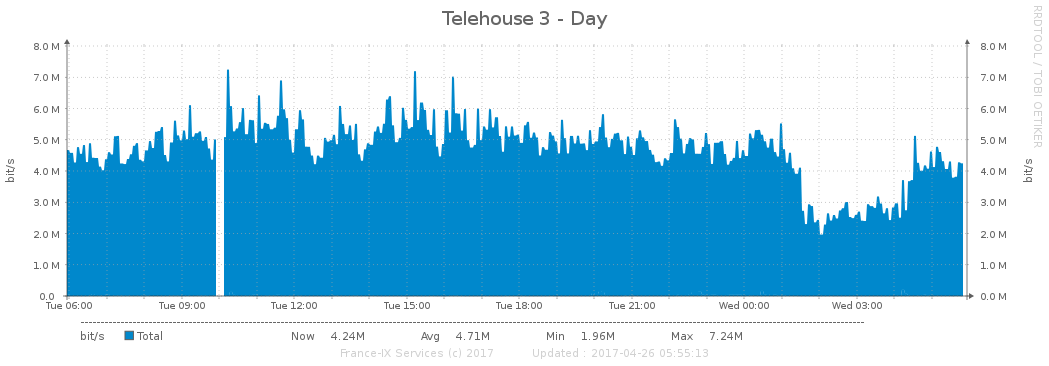 Telehouse 3 - Day
RRDTOOL / TOBI OETIKER
8.0 M 8.0 M
7.0 M 7.0 M
6.0 M 6.0 M
5.0 M 5.0 M
4.0 M 4.0 M
3.0 M 3.0 M
2.0 M 2.0 M
1.0 M 1.0 M
0.0 0.0 M
bit/s bit/s
Tue 06:00 Tue 09:00 Tue 12:00 Tue 15:00 Tue 18:00 Tue 21:00 Wed 00:00 Wed 03:00
bit/s Total Now 4.24M Avg 4.71M Min 1.96M Max 7.24M
France-IX Services (c) 2017 Updated : 2017-04-26 05:55:13